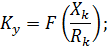 K_y = F(X_k / R_k);